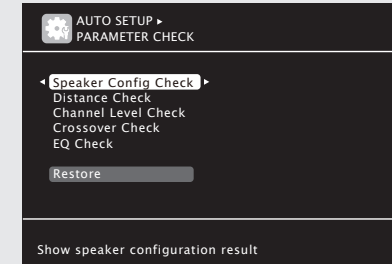 AUTO SETUP ▸
PARAMETER CHECK
◂ Speaker Config Check ▸
Distance Check
Channel Level Check
Crossover Check
EQ Check
Restore
Show speaker configuration result